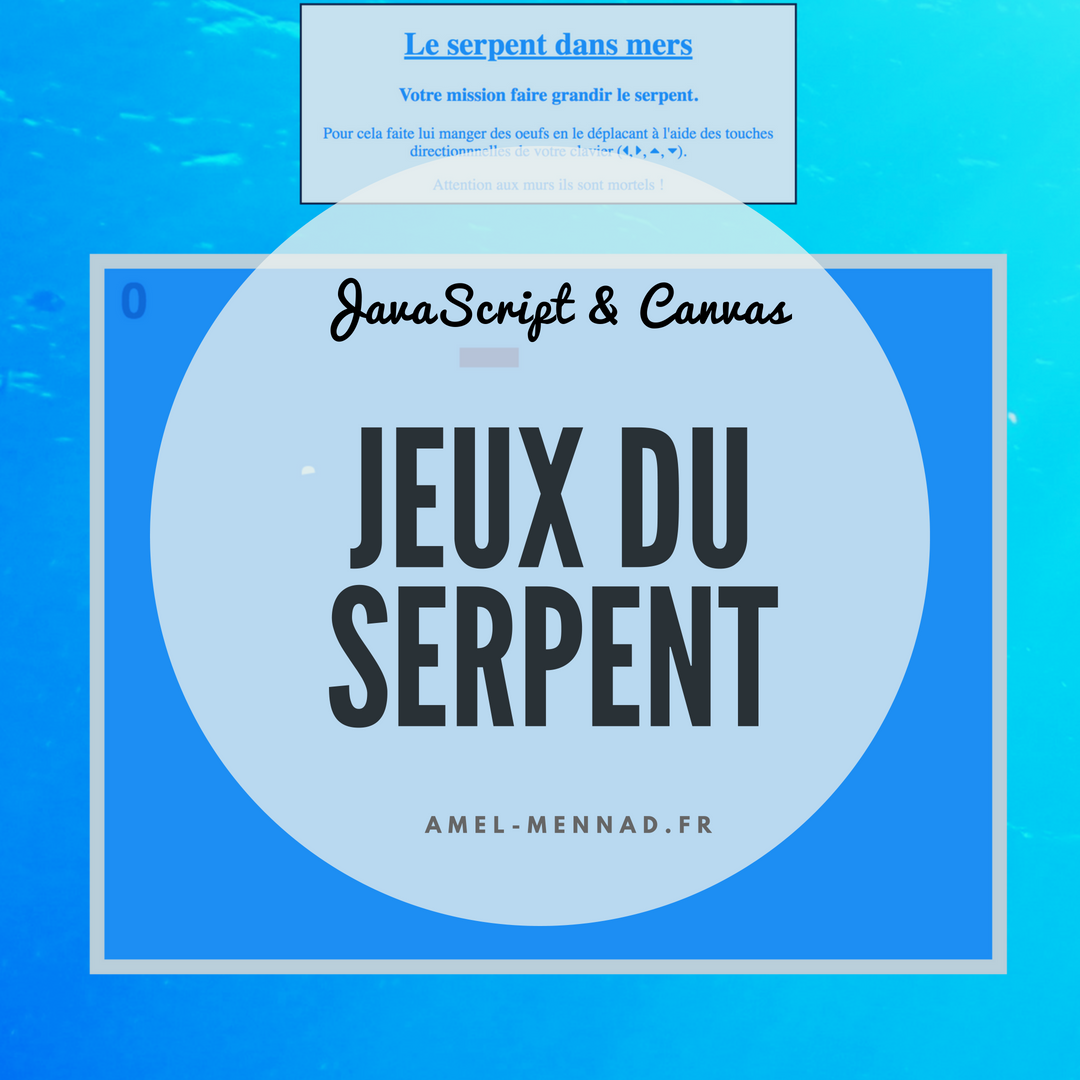 Le serpent dans mers
Votre mission faire grandir le serpent.
Pour cela faite lui manger des oeufs en le déplacant à l'aide des touches
directionnnelles de votre clavier (◀, ▶, ▲, ▼).
Attention aux murs ils sont mortels !
0
JavaScript & Canvas
JEUX DU
SERPENT
AMEL-MENNAD.FR